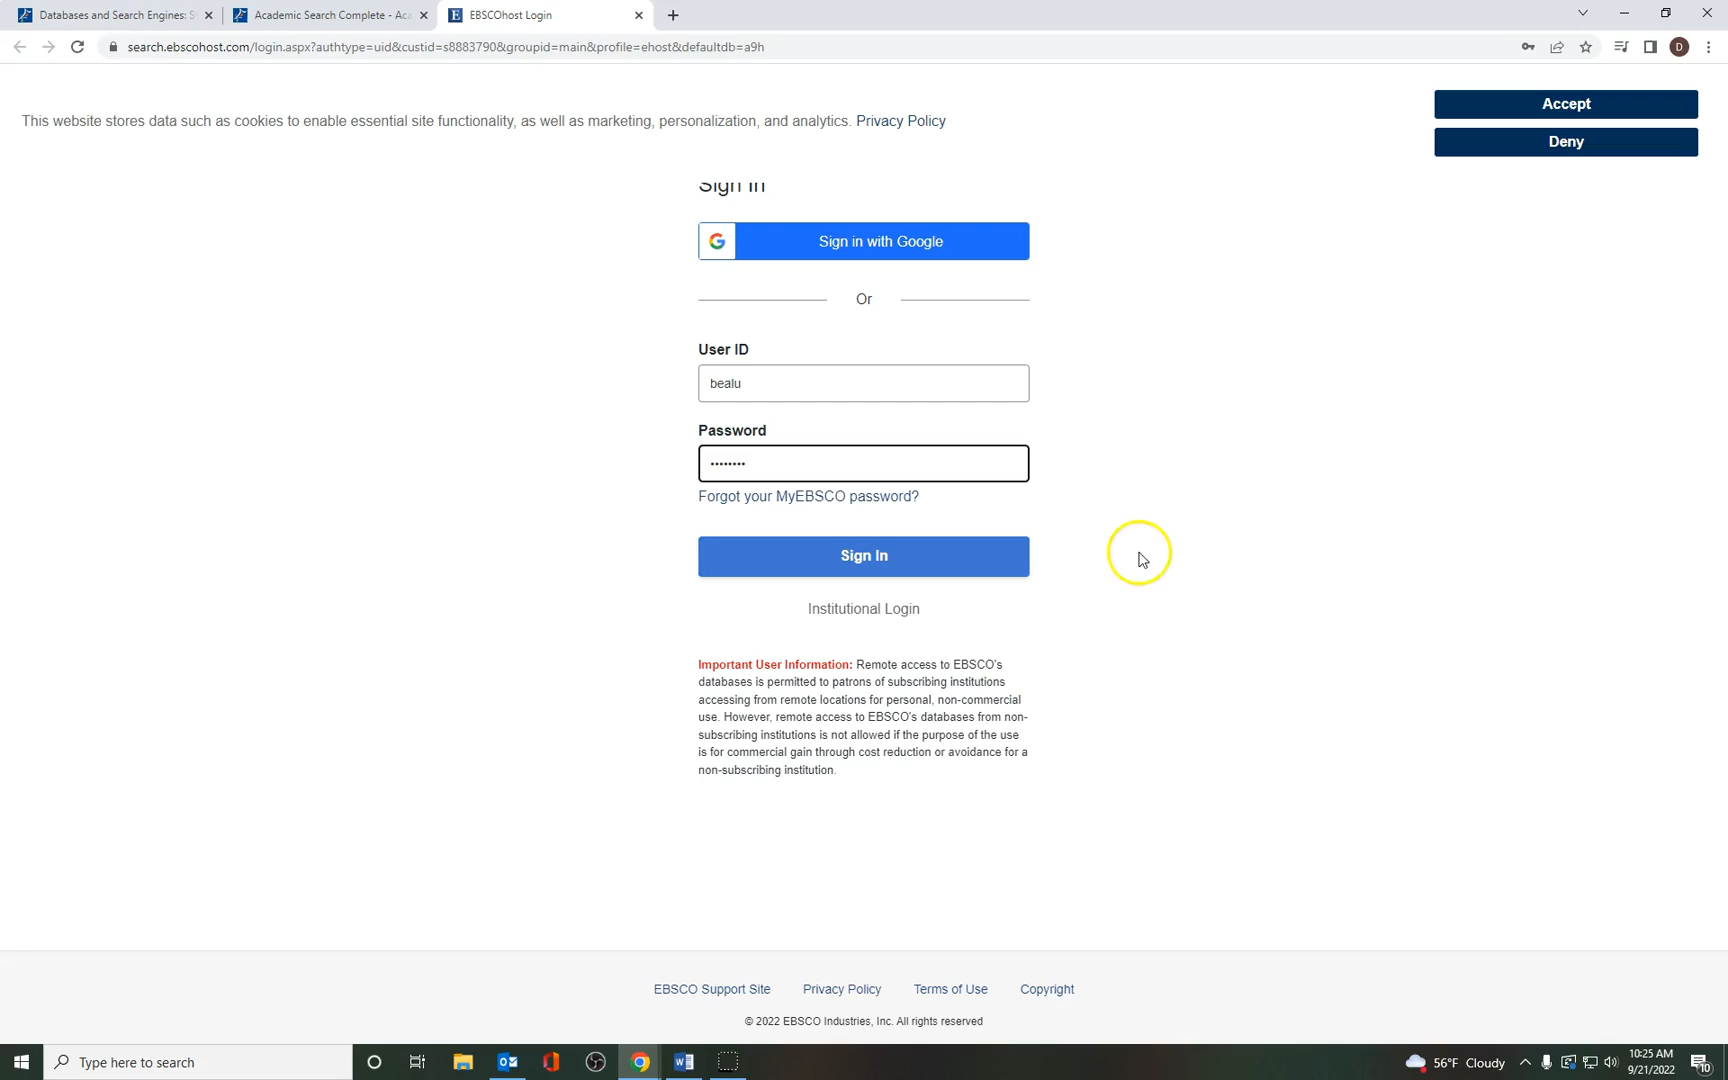 Databases and Search Engines: S
Academic Search Complete - Aca
EBSCOhost Login
search.ebscohost.com/login.aspx?authtype=uid&custid=s8883790&groupid=main&profile=ehost&defaultdb=a9h
D
This website stores data such as cookies to enable essential site functionality, as well as marketing, personalization, and analytics. Privacy Policy
Accept
Deny
Sign In
Sign in with Google
Or
User ID
bealu
Password
••••••••
Forgot your MyEBSCO password?
Sign In
Institutional Login
Important User Information: Remote access to EBSCO's
databases is permitted to patrons of subscribing institutions
accessing from remote locations for personal, non-commercial
use. However, remote access to EBSCO's databases from non-
subscribing institutions is not allowed if the purpose of the use
is for commercial gain through cost reduction or avoidance for a
non-subscribing institution.
EBSCO Support Site
Privacy Policy
Terms of Use
Copyright
© 2022 EBSCO Industries, Inc. All rights reserved
Type here to search
56°F Cloudy
10:25 AM
9/21/2022
10